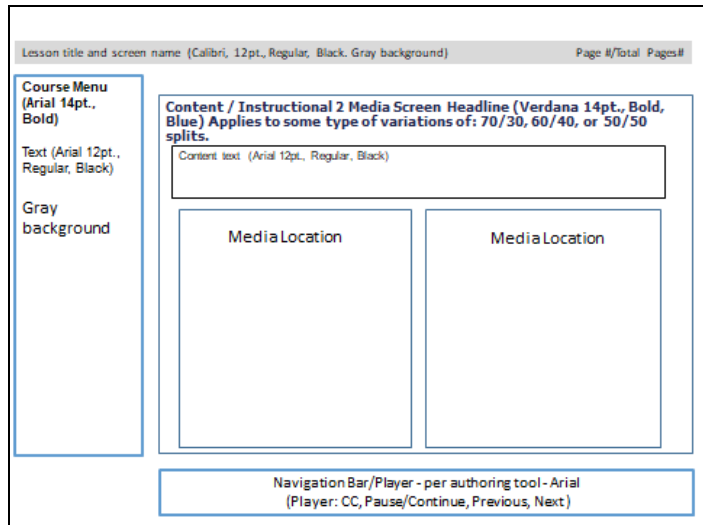 Lesson title and screen name (Calibri, 12pt., Regular, Black. Gray background)
Page #/Total Pages#
Course Menu
(Arial 14pt.,
Bold)
Text (Arial 12pt.,
Regular, Black)
Gray
background
Content / Instructional 2 Media Screen Headline (Verdana 14pt., Bold,
Blue) Applies to some type of variations of: 70/30, 60/40, or 50/50
splits.
Content text (Arial 12pt., Regular, Black)
Media Location
Media Location
Navigation Bar/Player - per authoring tool - Arial
(Player: CC, Pause/Continue, Previous, Next)